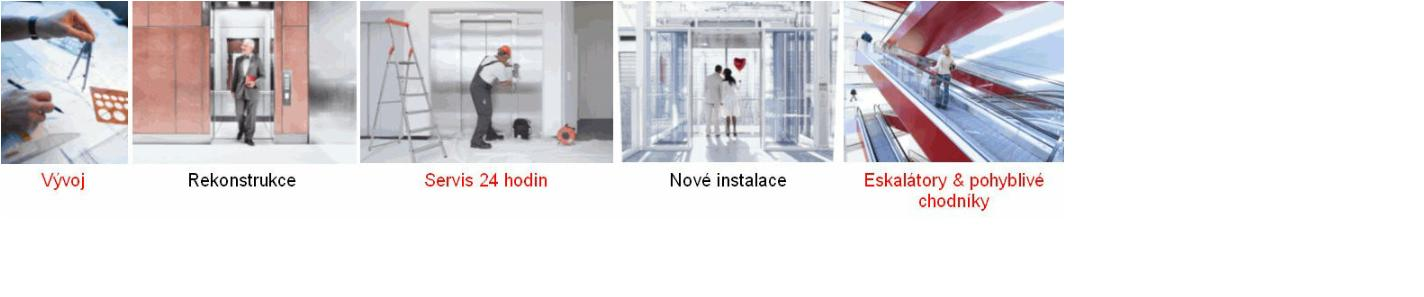 Vývoj
Rekonstrukce
Servis 24 hodin
Nové instalace
Eskalátory & pohyblivé
chodníky